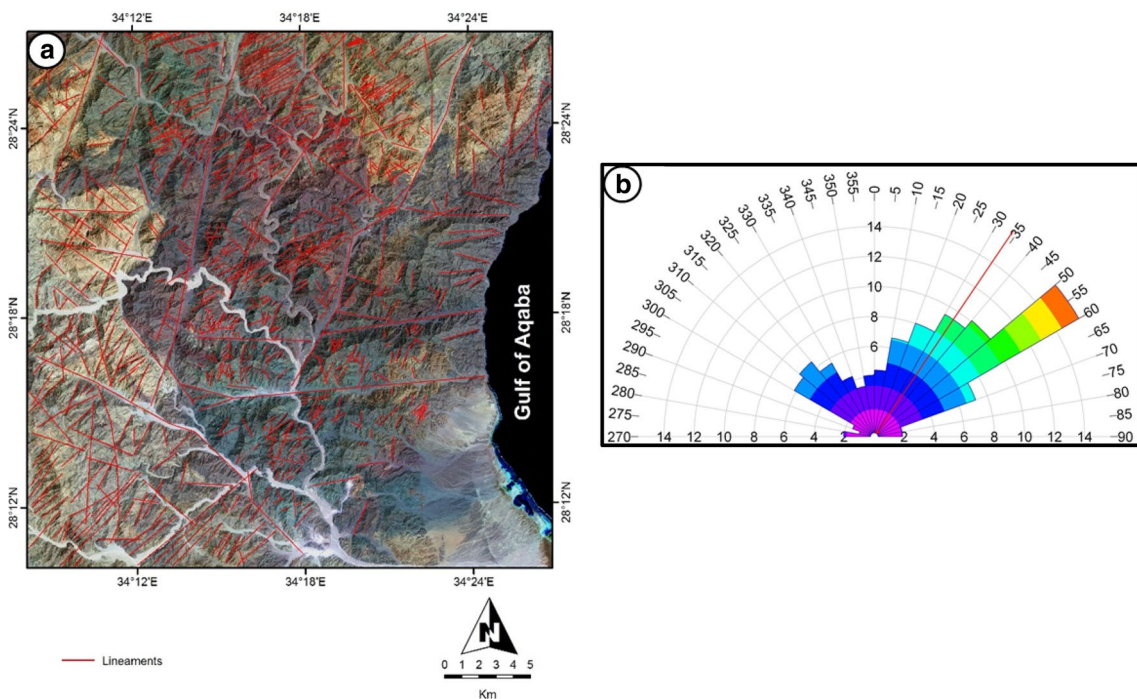 a
34°12'E 34°18'E 34°24'E
28°24'N 28°24'N
28°18'N 28°18'N
28°12'N 28°12'N
Gulf of Aqaba
34°12'E 34°18'E 34°24'E
Lineaments
N
0 1 2 3 4 5
Km
b
270 275 280 285 290 295 300 305 310 315 320 325 330 335 340 345 350 355 0 5 10 15 20 25 30 35 40 45 50 55 60 65 70 75 80 85 90
14
12
10
8
6
14 12 10 8 6 4 2 2 4 6 8 10 12 14